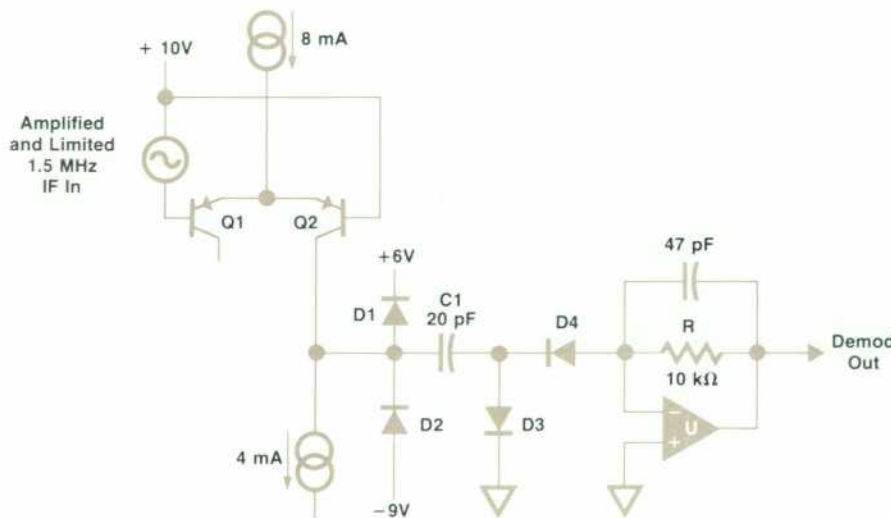 8 mA
+ 10V
Amplified
and Limited
1.5 MHz
IF In
Q1
Q2
47 pF
+6V
C1
20 pF
D1
D4
R
10 kΩ
Demod
Out
D2
D3
−
+
U
4 mA
−9V